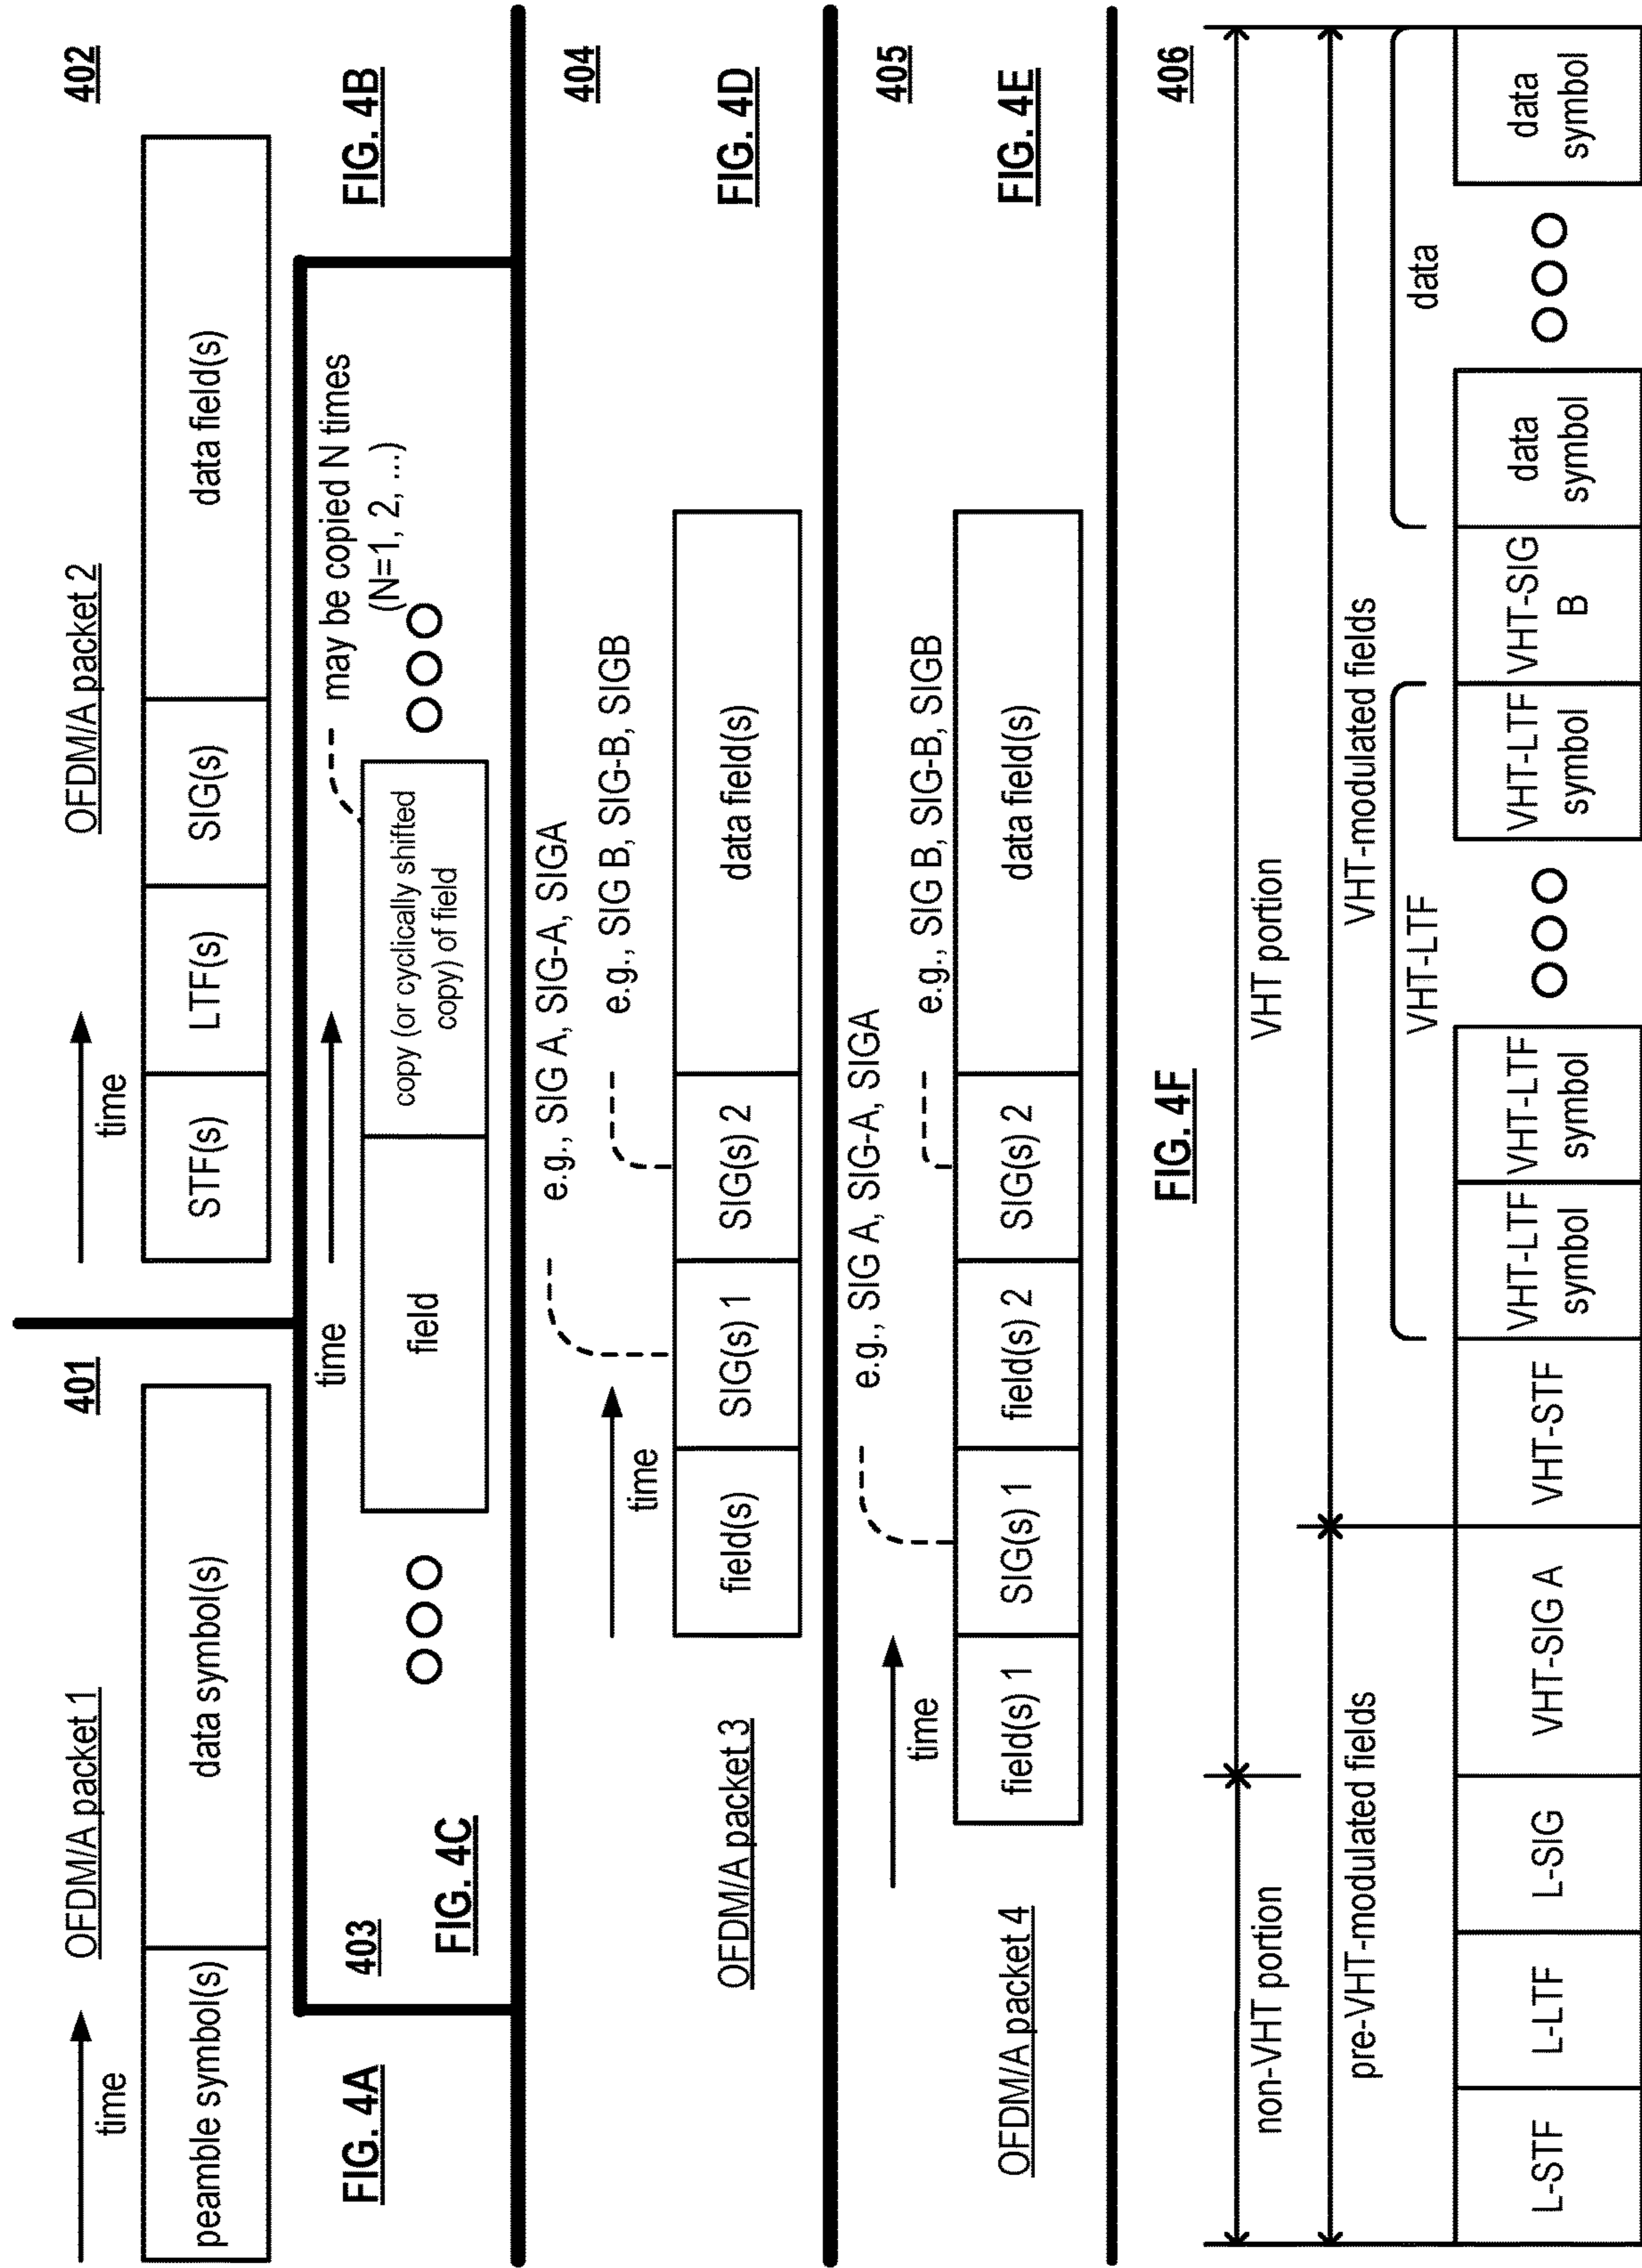 401
OFDM/A packet 1
time
peamble symbol(s)
data symbol(s)
FIG. 4A
402
OFDM/A packet 2
time
STF(s)
LTF(s)
SIG(s)
data field(s)
FIG. 4B
403
FIG. 4C
time
field
copy (or cyclically shifted
copy) of field
may be copied N times
(N=1, 2, ...)
404
FIG. 4D
OFDM/A packet 3
time
e.g., SIG A, SIG-A, SIGA
e.g., SIG B, SIG-B, SIGB
field(s)
SIG(s) 1
SIG(s) 2
data field(s)
405
FIG. 4E
OFDM/A packet 4
time
e.g., SIG A, SIG-A, SIGA
e.g., SIG B, SIG-B, SIGB
field(s) 1
SIG(s) 1
field(s) 2
SIG(s) 2
data field(s)
FIG. 4F
406
non-VHT portion
VHT portion
pre-VHT-modulated fields
VHT-modulated fields
VHT-LTF
data
L-STF
L-LTF
L-SIG
VHT-SIG A
VHT-STF
VHT-LTF
symbol
VHT-LTF
symbol
VHT-LTF
symbol
VHT-SIG
B
data
symbol
data
symbol